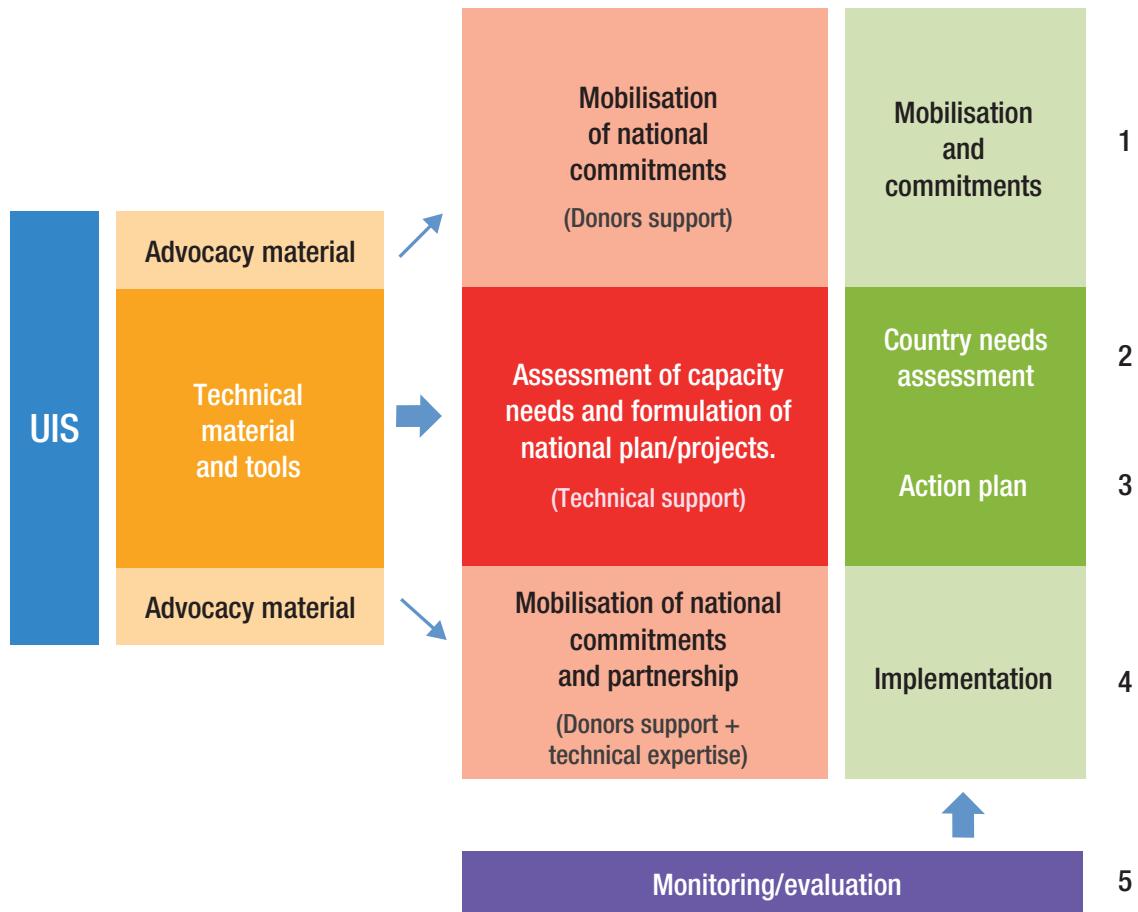 UIS
Advocacy material
Technical
material
and tools
Advocacy material
Mobilisation
of national
commitments
(Donors support)
Assessment of capacity
needs and formulation of
national plan/projects.
(Technical support)
Mobilisation of national
commitments
and partnership
(Donors support +
technical expertise)
Mobilisation
and
commitments
1
Country needs
assessment
2
Action plan
3
Implementation
4
Monitoring/evaluation
5